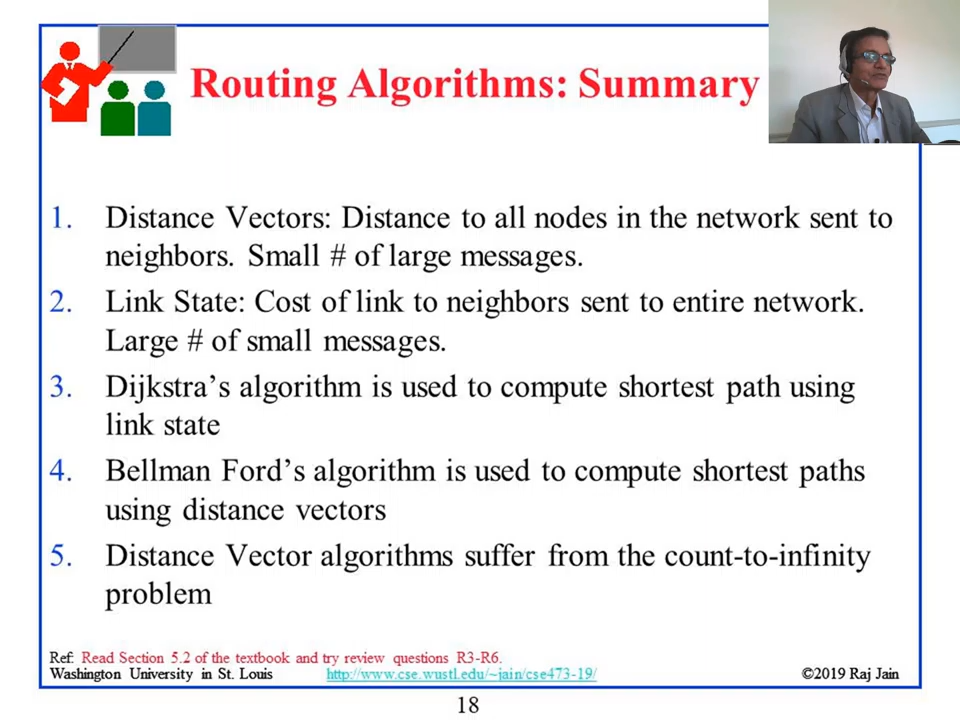 Routing Algorithms: Summary
1. Distance Vectors: Distance to all nodes in the network sent to
neighbors. Small # of large messages.
2. Link State: Cost of link to neighbors sent to entire network.
Large # of small messages.
3. Dijkstra’s algorithm is used to compute shortest path using
link state
4. Bellman Ford’s algorithm is used to compute shortest paths
using distance vectors
5. Distance Vector algorithms suffer from the count-to-infinity
problem
Ref: Read Section 5.2 of the textbook and try review questions R3-R6.
Washington University in St. Louis http://www.cse.wustl.edu/~jain/cse473-19/ ©2019 Raj Jain
18